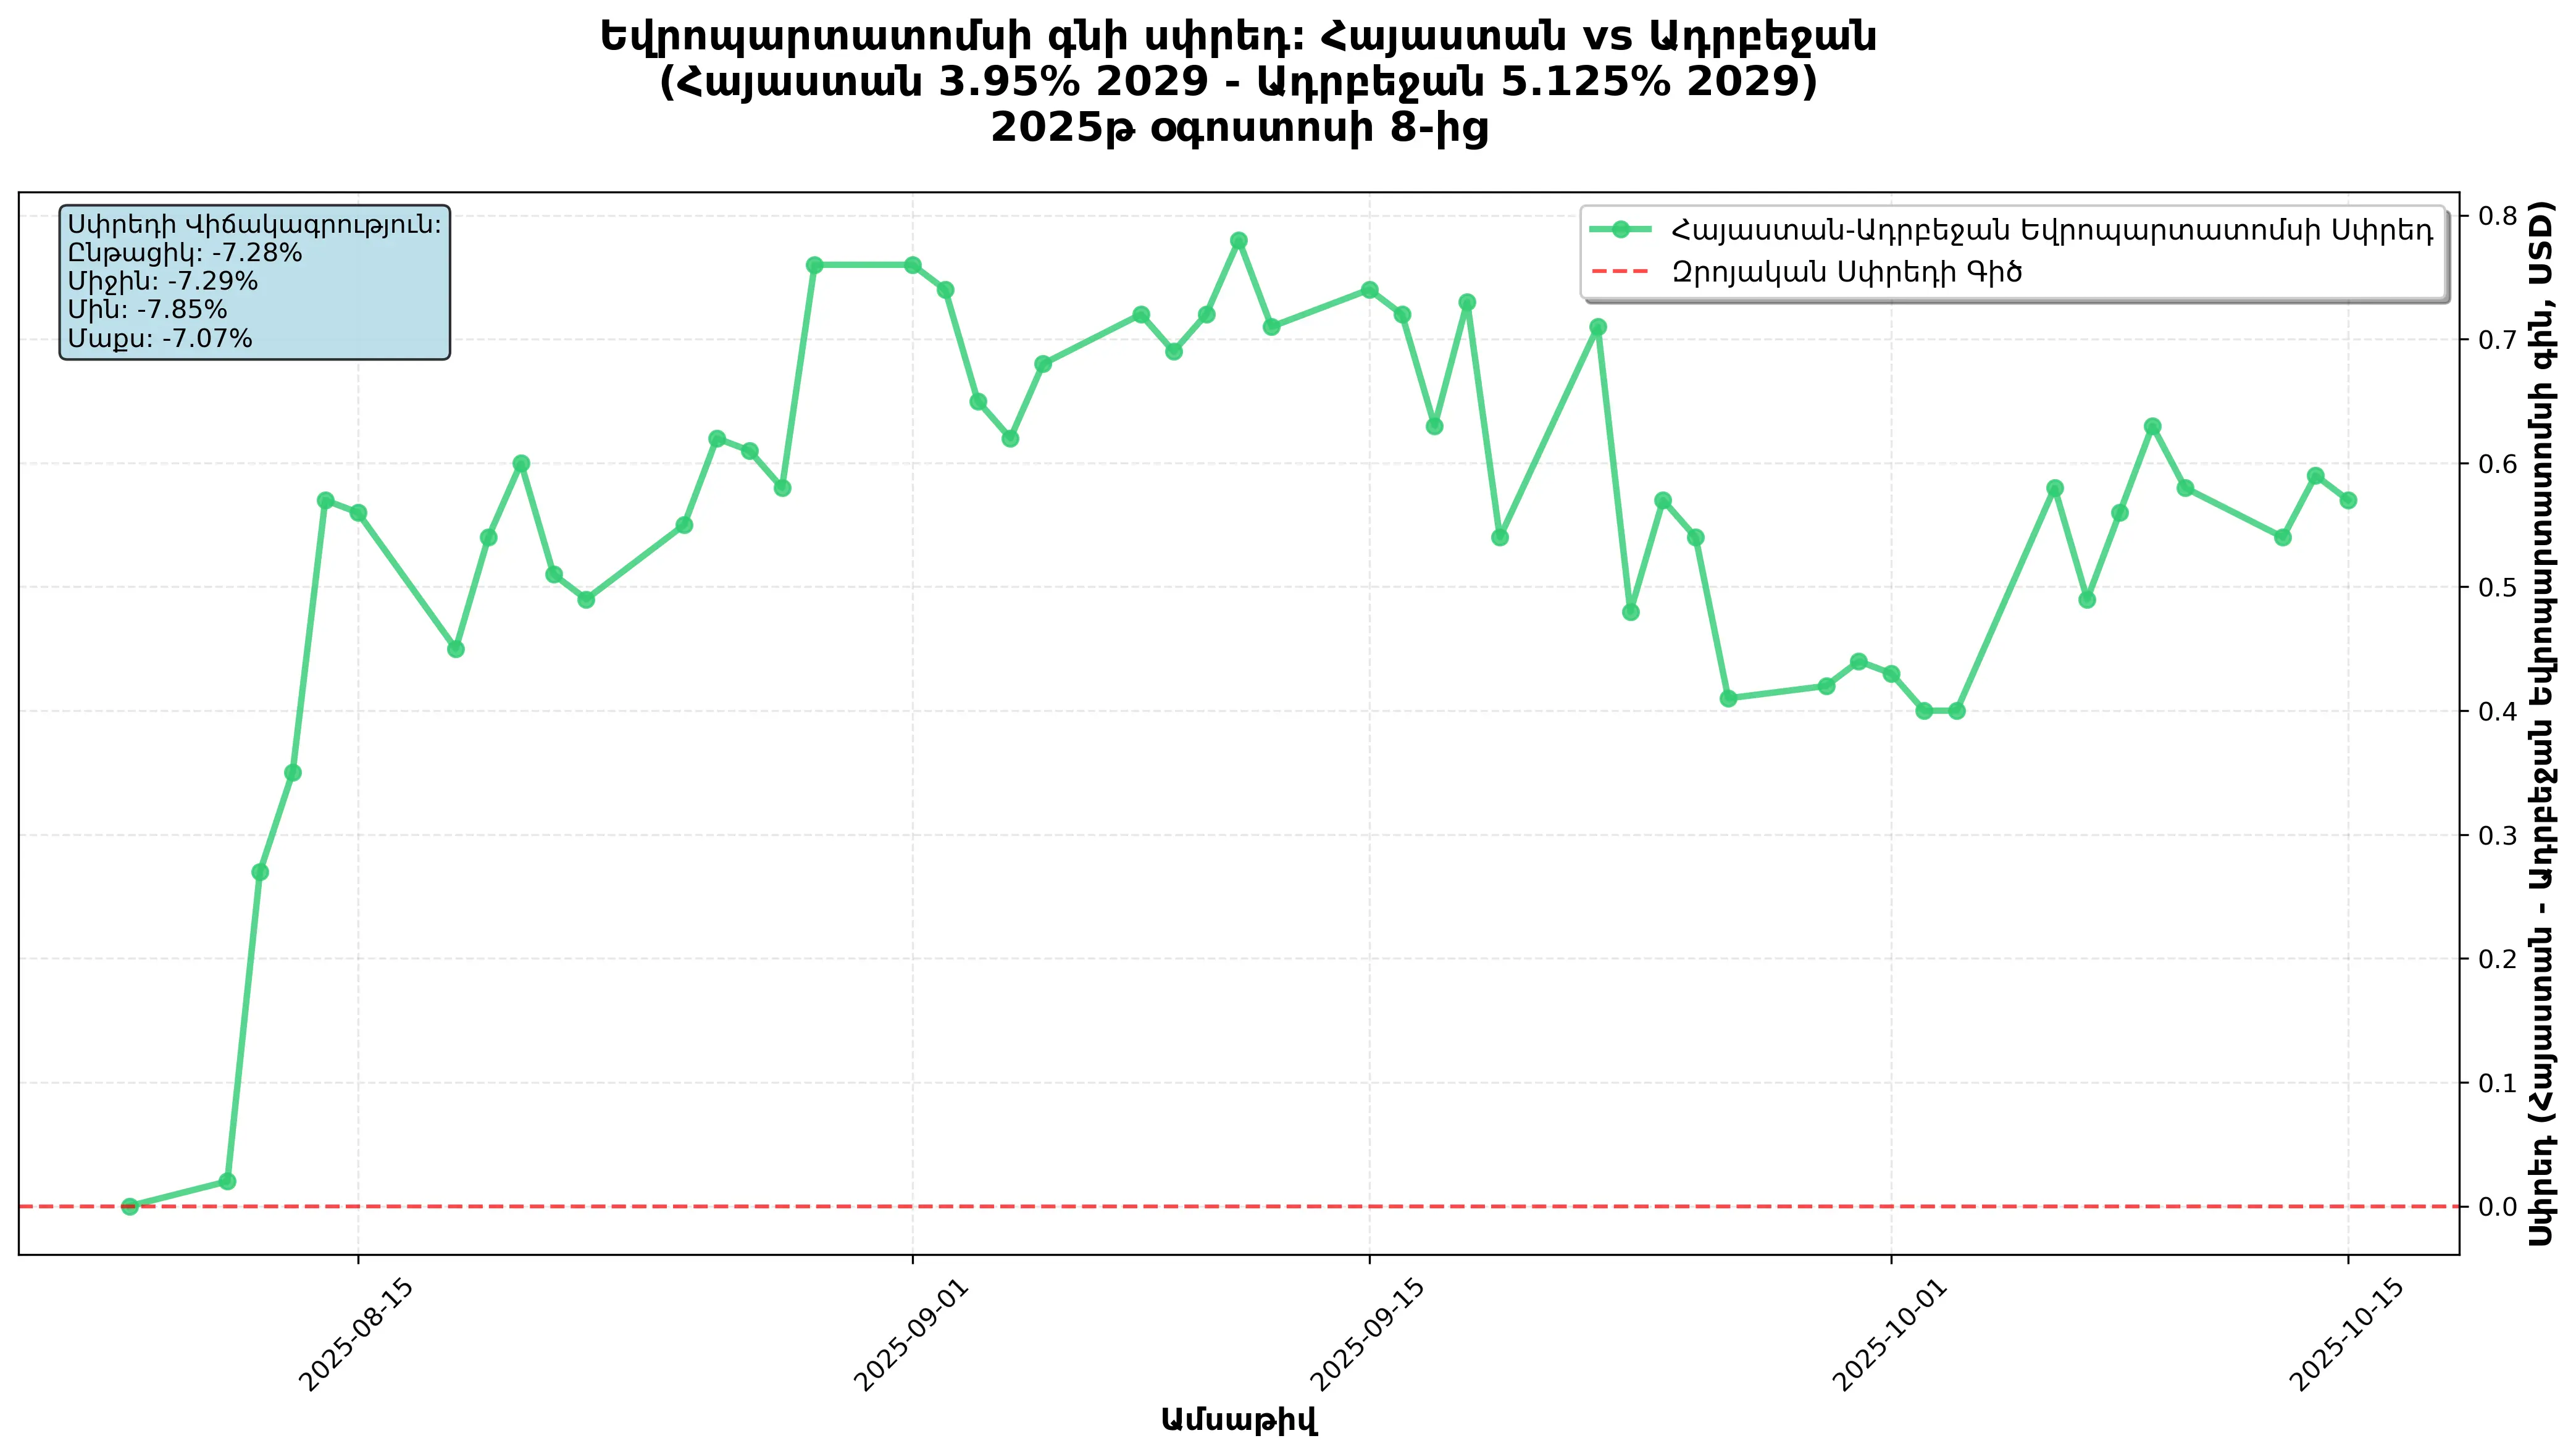 Եվրոպարտատոմսի գնի սփրեդ: Հայաստան vs Ադրբեջան
(Հայաստան 3.95% 2029 - Ադրբեջան 5.125% 2029)
2025թ օգոստոսի 8-ից
Սփրեդի Վիճակագրություն:
Ընթացիկ: -7.28%
Միջին: -7.29%
Մին: -7.85%
Մաքս: -7.07%
Հայաստան-Ադրբեջան Եվրոպարտատոմսի Սփրեդ
Զրոյական Սփրեդի Գիծ
0.8
0.7
0.6
0.5
0.4
0.3
0.2
0.1
0.0
Սփրեդ (Հայաստան - Ադրբեջան Եվրապարտատոմսի գին, USD)
2025-08-15
2025-09-01
2025-09-15
2025-10-01
2025-10-15
Ամսաթիվ